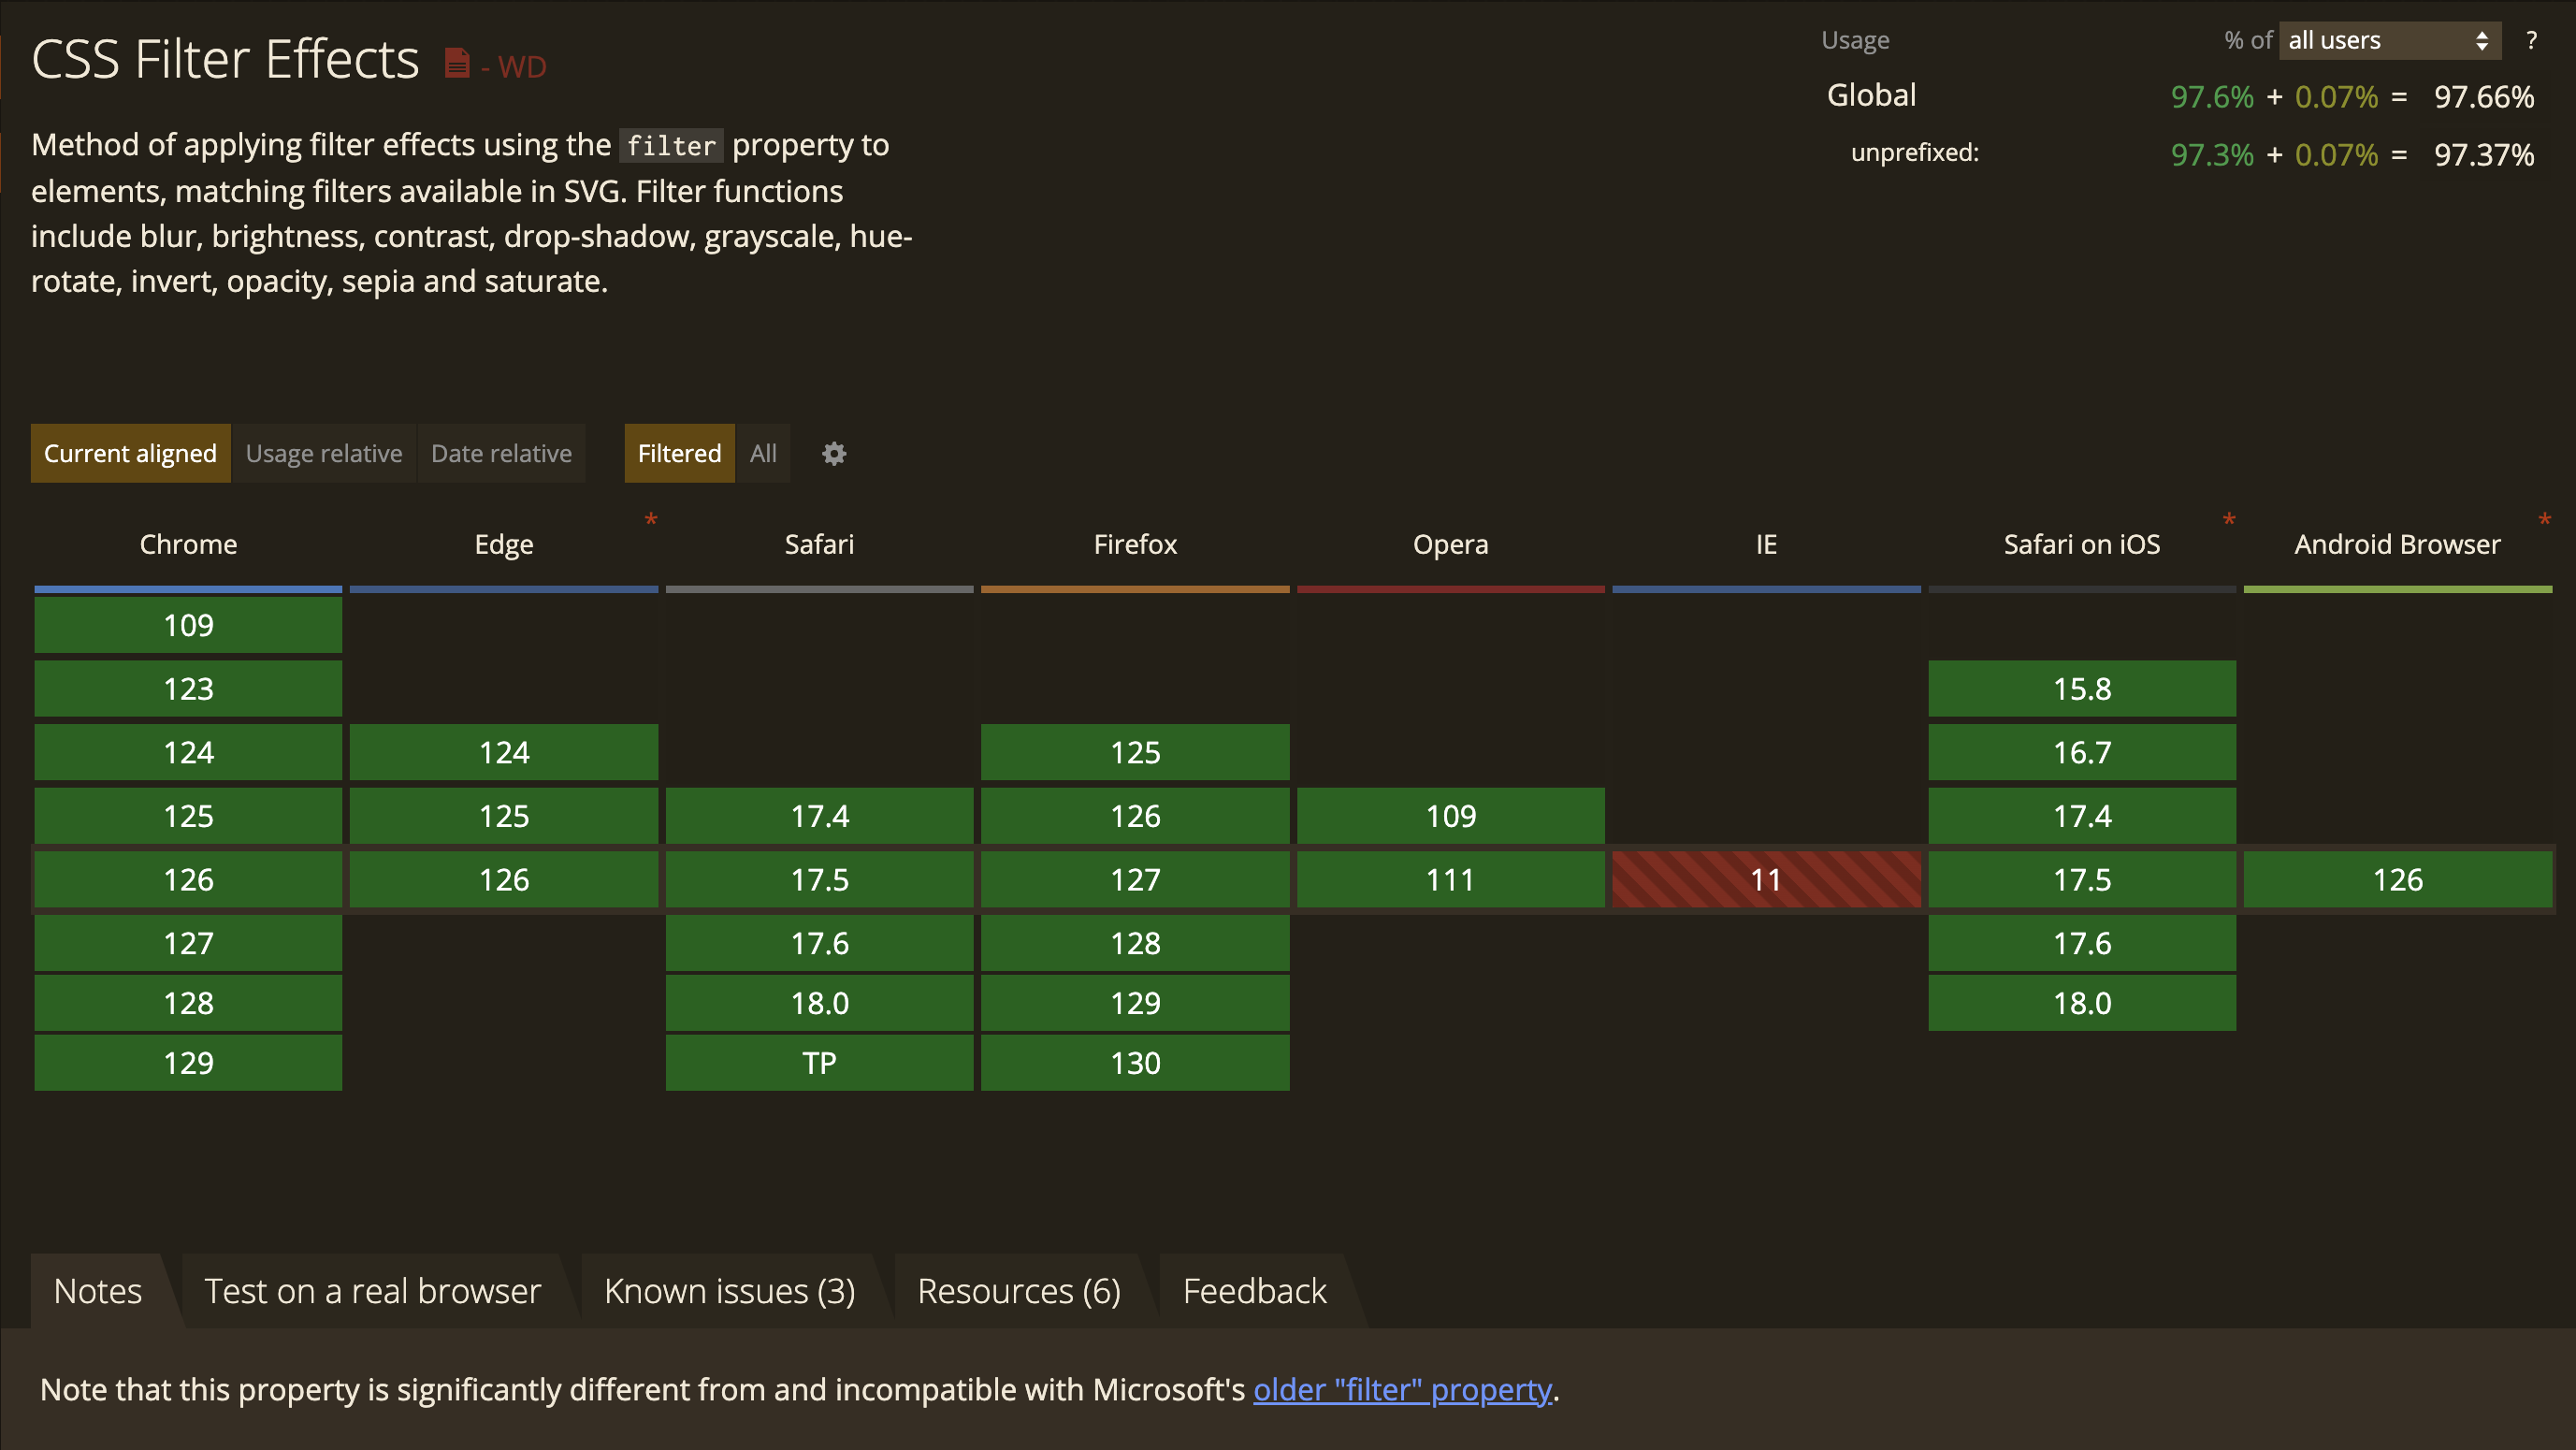 CSS Filter Effects - WD
Usage % of all users ?
Global 97.6% + 0.07% = 97.66%
unprefixed: 97.3% + 0.07% = 97.37%
Method of applying filter effects using the filter property to
elements, matching filters available in SVG. Filter functions
include blur, brightness, contrast, drop-shadow, grayscale, hue-
rotate, invert, opacity, sepia and saturate.
Current aligned Usage relative Date relative Filtered All
Chrome Edge * Safari Firefox Opera IE Safari on iOS * Android Browser *
109
123 15.8
124 124 125 16.7
125 125 17.4 126 109 17.4
126 126 17.5 127 111 11 17.5 126
127 17.6 128 17.6
128 18.0 129 18.0
129 TP 130
Notes Test on a real browser Known issues (3) Resources (6) Feedback
Note that this property is significantly different from and incompatible with Microsoft's older "filter" property.